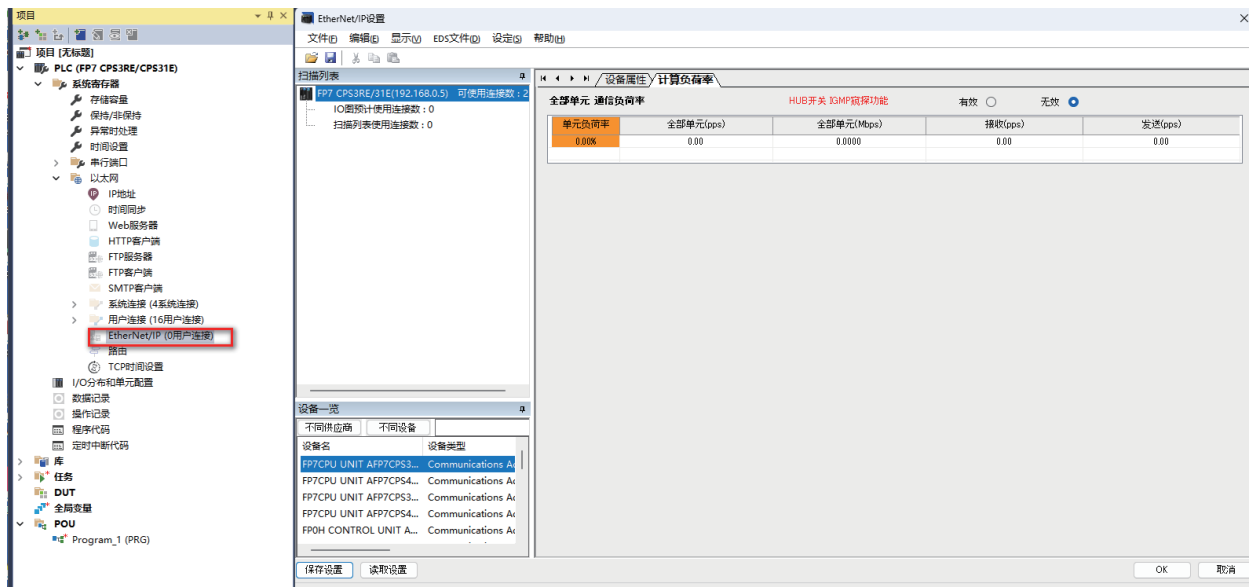 项目
项目 [无标题]
PLC (FP7 CPS3RE/CPS31E)
系统寄存器
存储容量
保持/非保持
异常时处理
时间设置
串行端口
以太网
IP地址
时间同步
Web服务器
HTTP客户端
FTP服务器
FTP客户端
SMTP客户端
系统连接 (4系统连接)
用户连接 (16用户连接)
EtherNet/IP (0用户连接)
路由
TCP时间设置
I/O分布和单元配置
数据记录
操作记录
程序代码
定时中断代码
库
任务
DUT
全局变量
POU
Program_1 (PRG)
EtherNet/IP设置
文件(F) 编辑(E) 显示(V) EDS文件(D) 设定(S) 帮助(H)
扫描列表
FP7 CPS3RE/31E(192.168.0.5) 可使用连接数 : 2
IO图预计使用连接数 : 0
扫描列表使用连接数 : 0
设备一览
不同供应商 不同设备
设备名 设备类型
FP7CPU UNIT AFP7CPS3... Communications A
FP7CPU UNIT AFP7CPS4... Communications A
FP7CPU UNIT AFP7CPS3... Communications A
FP7CPU UNIT AFP7CPS4... Communications A
FP0H CONTROL UNIT A... Communications A
设备属性 计算负荷率
全部单元 通信负荷率 HUB开关 IGMP窥探功能 有效 无效
单元负荷率 全部单元(pps) 全部单元(Mbps) 接收(pps) 发送(pps)
0.00% 0.00 0.0000 0.00 0.00
保存设置 读取设置 OK 取消